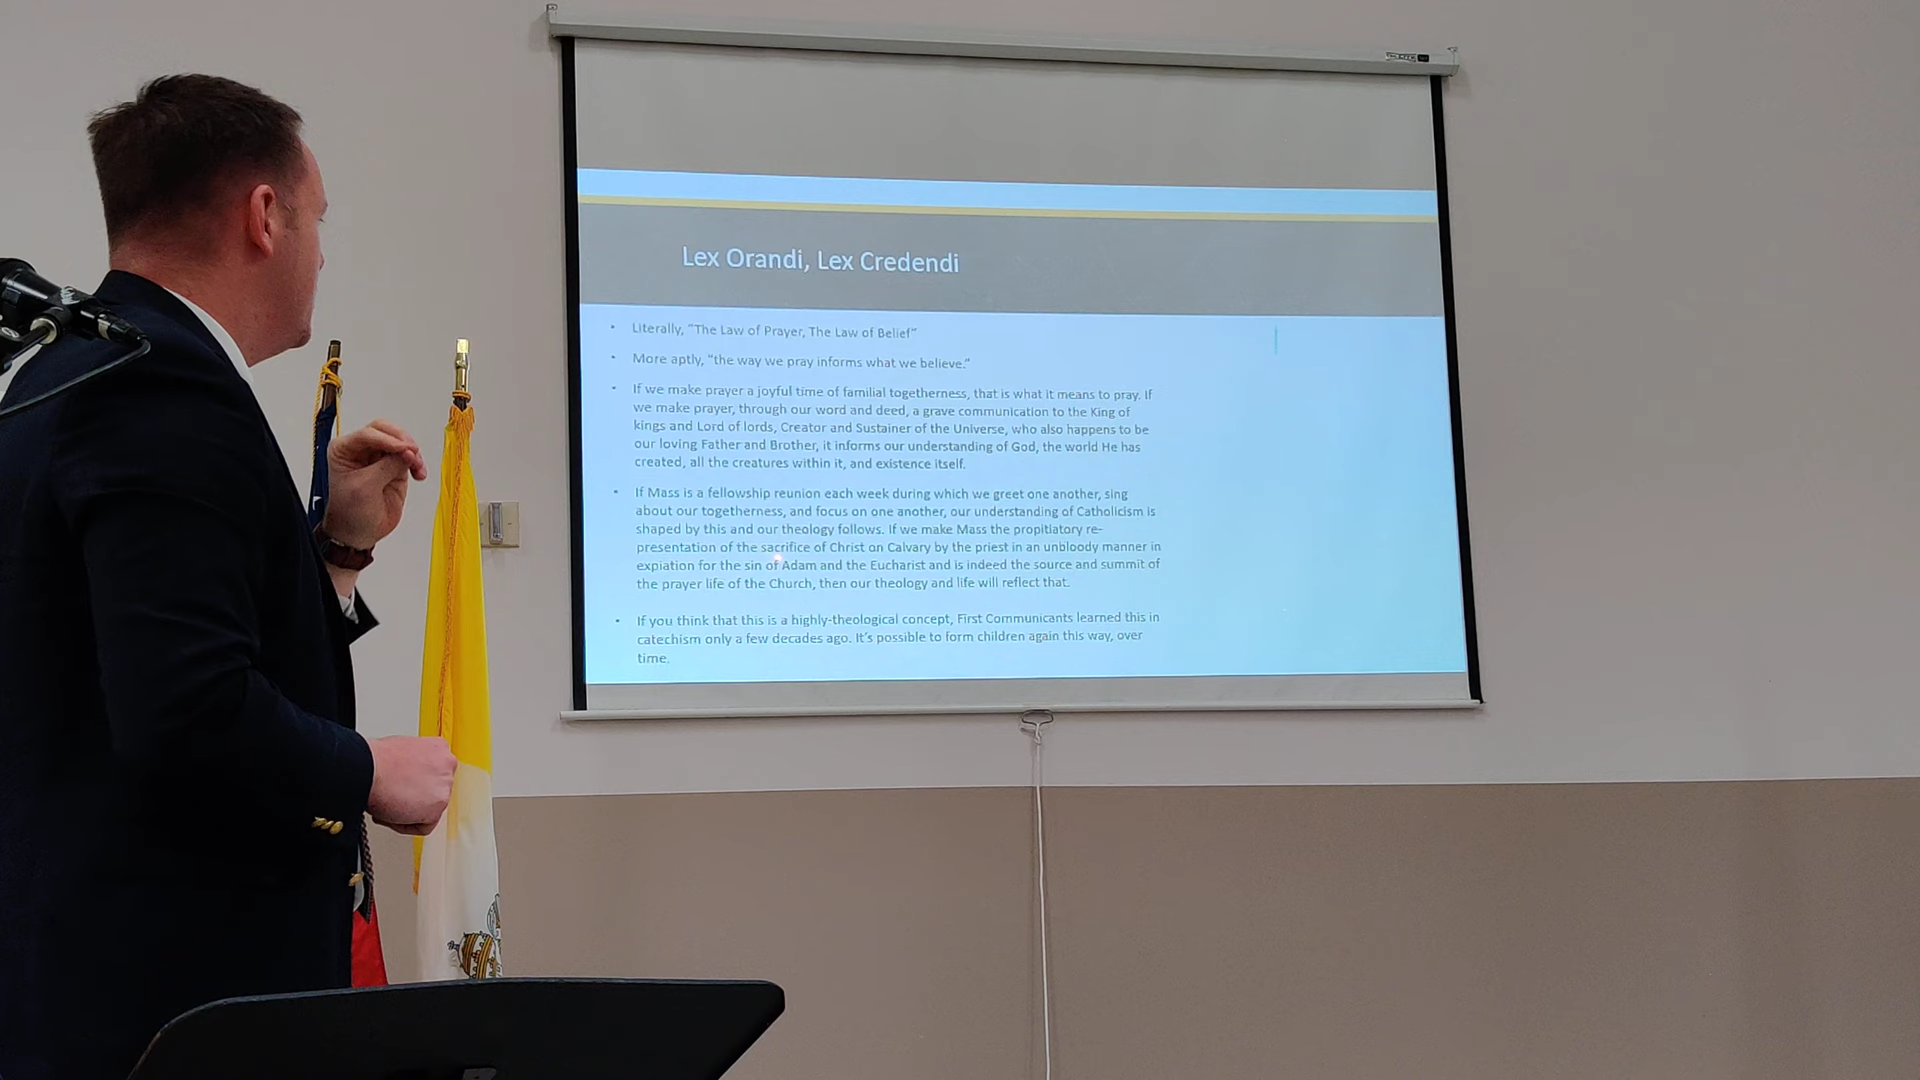 Lex Orandi, Lex Credendi
• Literally, “The Law of Prayer, The Law of Belief”
• More aptly, “the way we pray informs what we believe.”
• If we make prayer a joyful time of familial togetherness, that is what it means to pray. If
we make prayer, through our word and deed, a grave communication to the King of
kings and Lord of lords, Creator and Sustainer of the Universe, who also happens to be
our loving Father and Brother, it informs our understanding of God, the world He has
created, all the creatures within it, and existence itself.
• If Mass is a fellowship reunion each week during which we greet one another, sing
about our togetherness, and focus on one another, our understanding of Catholicism is
shaped by this and our theology follows. If we make Mass the propitiatory re-
presentation of the sacrifice of Christ on Calvary by the priest in an unbloody manner in
expiation for the sin of Adam and the Eucharist and is indeed the source and summit of
the prayer life of the Church, then our theology and life will reflect that.
• If you think that this is a highly-theological concept, First Communicants learned this in
catechism only a few decades ago. It’s possible to form children again this way, over
time.